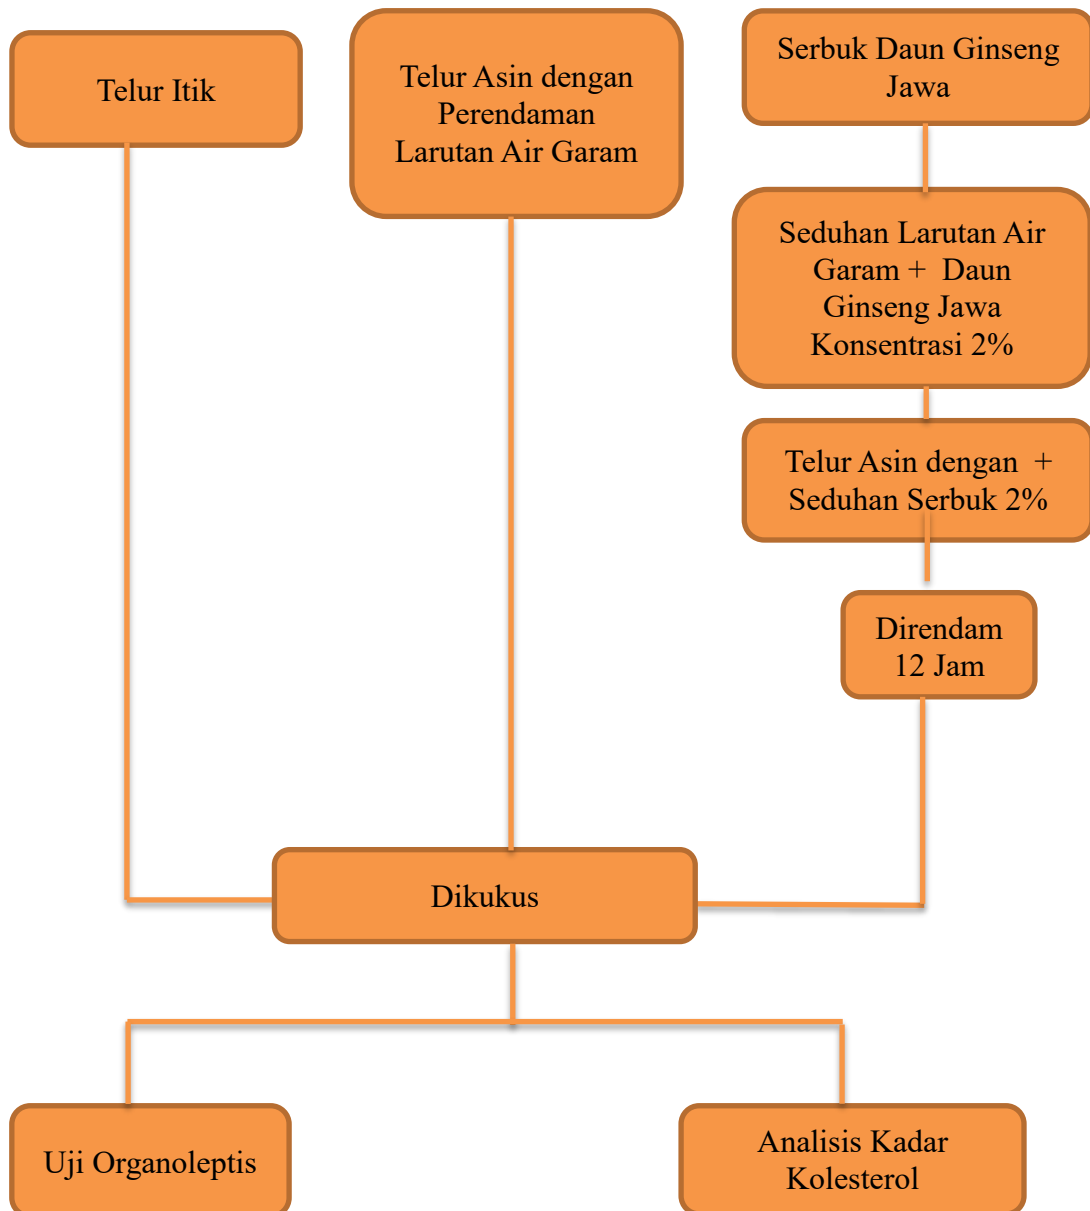 Telur Itik
Telur Asin dengan
Perendaman
Larutan Air Garam
Serbuk Daun Ginseng
Jawa
Seduhan Larutan Air
Garam + Daun
Ginseng Jawa
Konsentrasi 2%
Telur Asin dengan +
Seduhan Serbuk 2%
Direndam
12 Jam
Dikukus
Uji Organoleptis
Analisis Kadar
Kolesterol